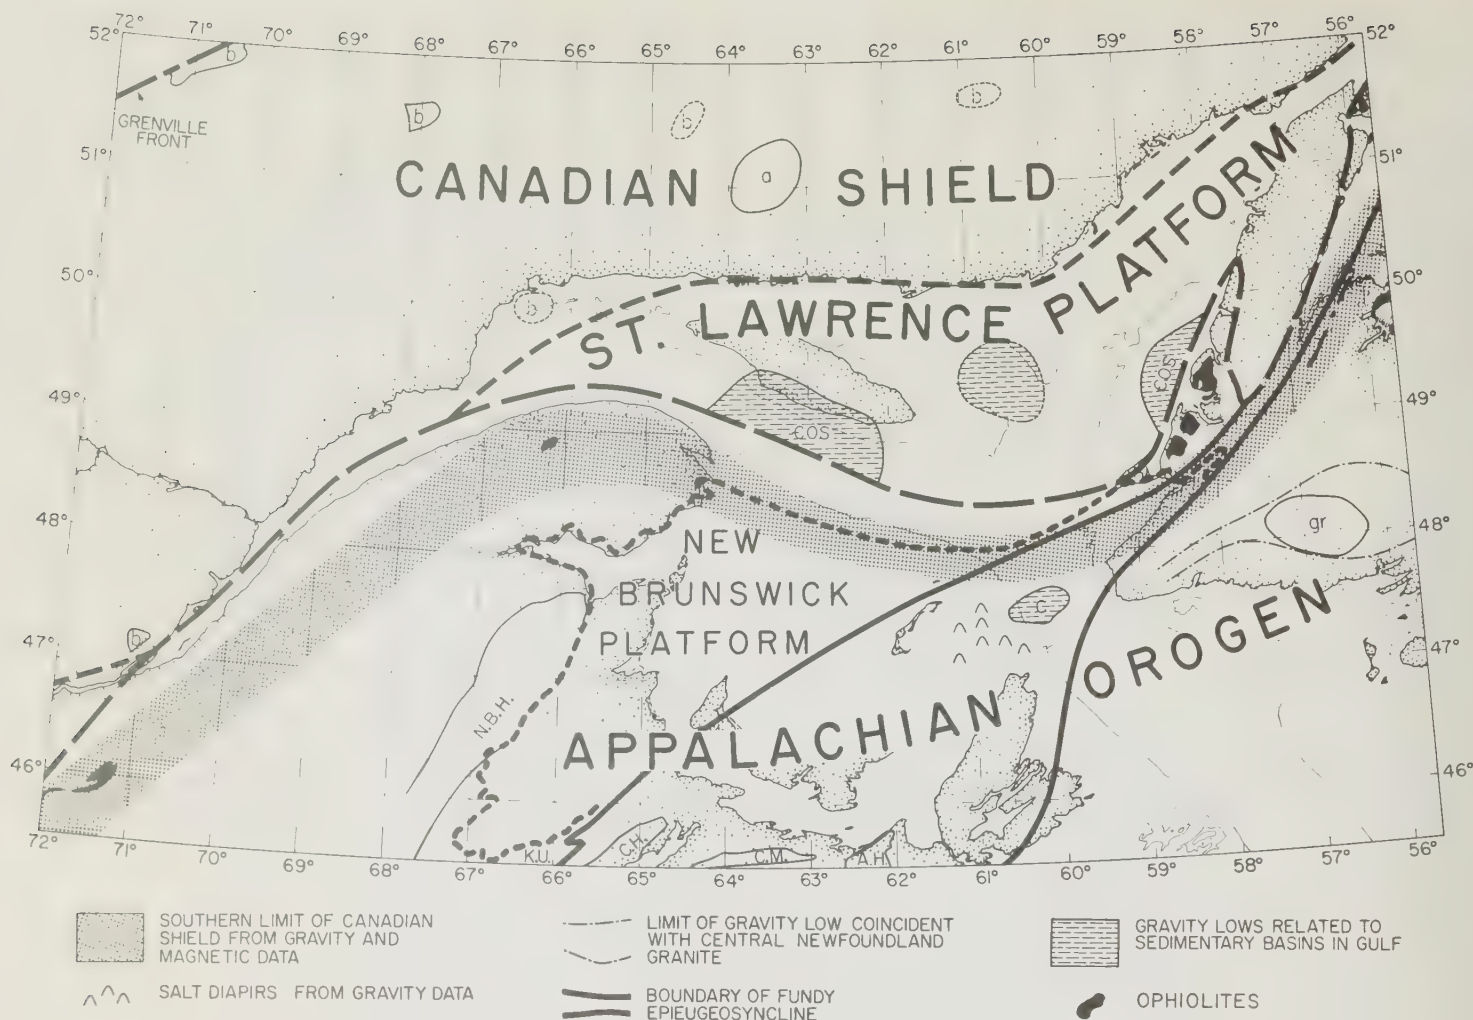 72° 71° 70° 69° 68° 67° 66° 65° 64° 63° 62° 61° 60° 59° 58° 57° 56°
52° 52°
b
b
b
b
GRENVILLE
FRONT
51° 51°
CANADIAN a SHIELD
50° 50°
b
ST. LAWRENCE PLATFORM
49° 49°
COS
COS
48° 48°
gr
NEW
BRUNSWICK
PLATFORM
C
b
47° 47°
N.B.H.
APPALACHIAN OROGEN
46° 46°
K.U. C.H. C.M. A.H.
72° 71° 70° 69° 68° 67° 66° 65° 64° 63° 62° 61° 60° 59° 58° 57° 56°
SOUTHERN LIMIT OF CANADIAN
SHIELD FROM GRAVITY AND
MAGNETIC DATA
SALT DIAPIRS FROM GRAVITY DATA
LIMIT OF GRAVITY LOW COINCIDENT
WITH CENTRAL NEWFOUNDLAND
GRANITE
BOUNDARY OF FUNDY
EPIEUGEOSYNCLINE
GRAVITY LOWS RELATED TO
SEDIMENTARY BASINS IN GULF
OPHIOLITES